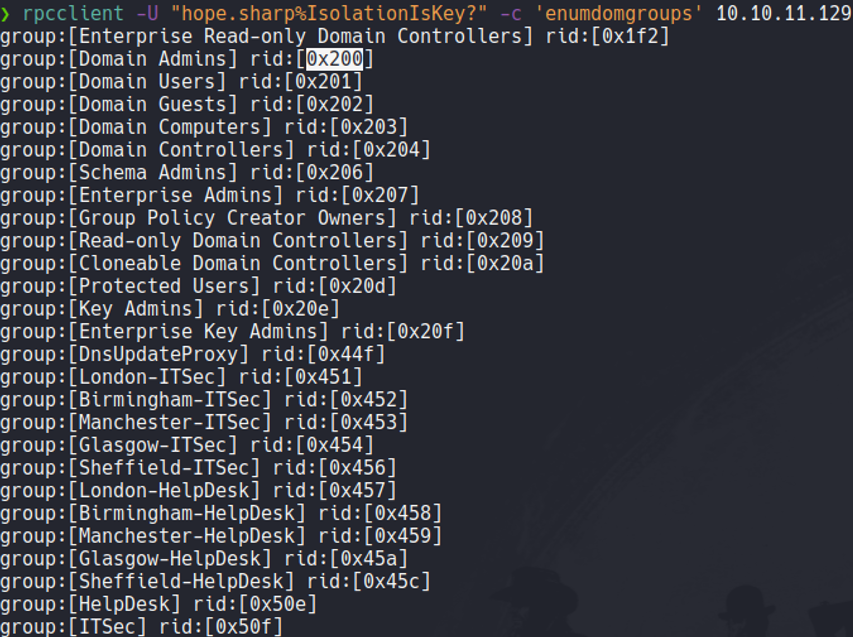 ❯ rpcclient -U "hope.sharp%IsolationIsKey?" -c 'enumdomgroups' 10.10.11.129
group:[Enterprise Read-only Domain Controllers] rid:[0x1f2]
group:[Domain Admins] rid:[0x200]
group:[Domain Users] rid:[0x201]
group:[Domain Guests] rid:[0x202]
group:[Domain Computers] rid:[0x203]
group:[Domain Controllers] rid:[0x204]
group:[Schema Admins] rid:[0x206]
group:[Enterprise Admins] rid:[0x207]
group:[Group Policy Creator Owners] rid:[0x208]
group:[Read-only Domain Controllers] rid:[0x209]
group:[Cloneable Domain Controllers] rid:[0x20a]
group:[Protected Users] rid:[0x20d]
group:[Key Admins] rid:[0x20e]
group:[Enterprise Key Admins] rid:[0x20f]
group:[DnsUpdateProxy] rid:[0x44f]
group:[London-ITSec] rid:[0x451]
group:[Birmingham-ITSec] rid:[0x452]
group:[Manchester-ITSec] rid:[0x453]
group:[Glasgow-ITSec] rid:[0x454]
group:[Sheffield-ITSec] rid:[0x456]
group:[London-HelpDesk] rid:[0x457]
group:[Birmingham-HelpDesk] rid:[0x458]
group:[Manchester-HelpDesk] rid:[0x459]
group:[Glasgow-HelpDesk] rid:[0x45a]
group:[Sheffield-HelpDesk] rid:[0x45c]
group:[HelpDesk] rid:[0x50e]
group:[ITSec] rid:[0x50f]